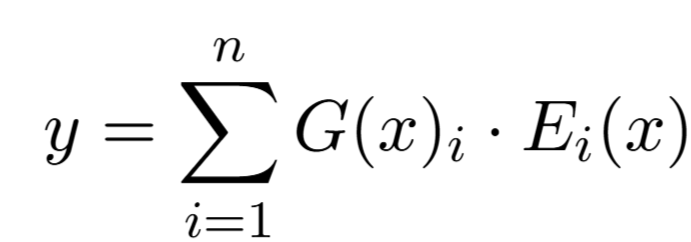 y = \sum_{i=1}^{n} G(x)_i \cdot E_i(x)